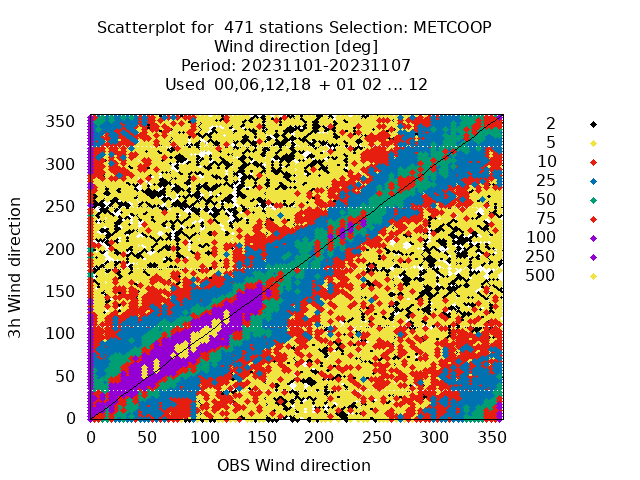 Scatterplot for 471 stations Selection: METCOOP
Wind direction [deg]
Period: 20231101-20231107
Used 00,06,12,18 + 01 02 ... 12
3h Wind direction
350
300
250
200
150
100
50
0
0 50 100 150 200 250 300 350
OBS Wind direction
2
5
10
25
50
75
100
250
500